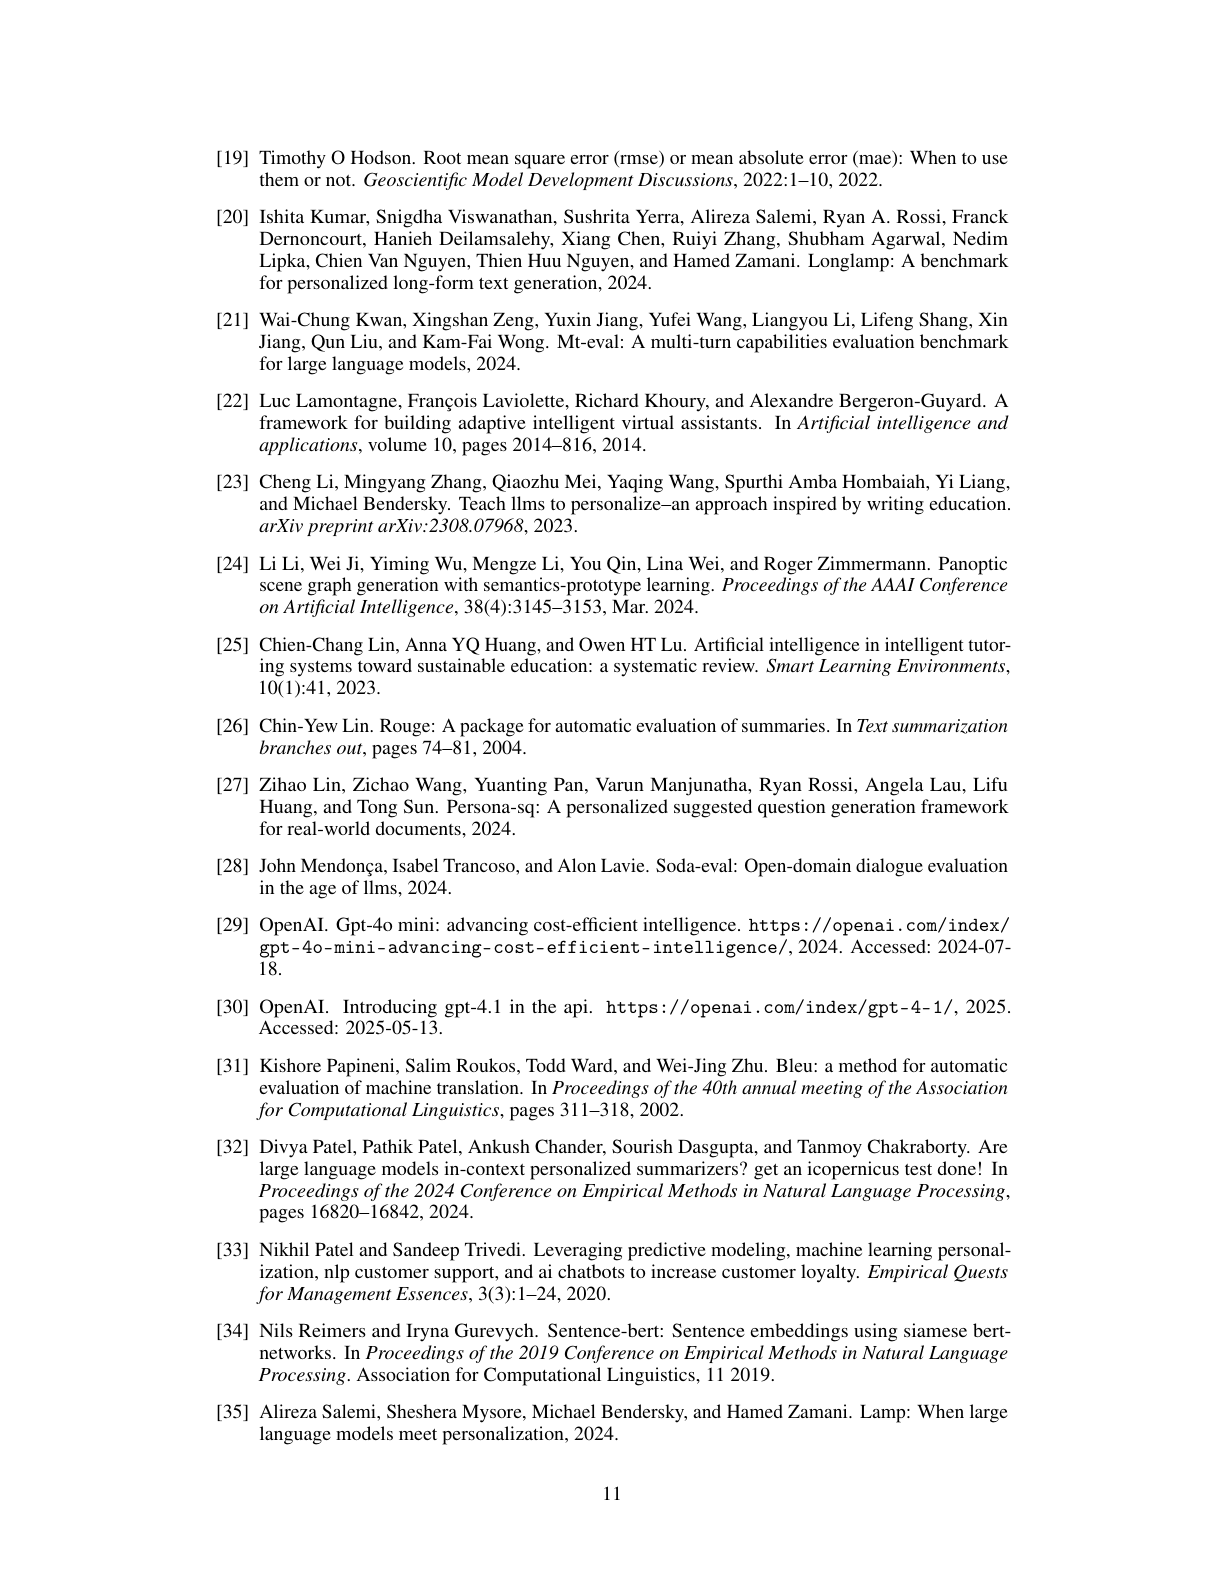 [19] Timothy O Hodson. Root mean square error (rmse) or mean absolute error (mae): When to use
them or not. Geoscientific Model Development Discussions, 2022:1–10, 2022.
[20] Ishita Kumar, Snigdha Viswanathan, Sushrita Yerra, Alireza Salemi, Ryan A. Rossi, Franck
Dernoncourt, Hanieh Deilamsalehy, Xiang Chen, Ruiyi Zhang, Shubham Agarwal, Nedim
Lipka, Chien Van Nguyen, Thien Huu Nguyen, and Hamed Zamani. Longlamp: A benchmark
for personalized long-form text generation, 2024.
[21] Wai-Chung Kwan, Xingshan Zeng, Yuxin Jiang, Yufei Wang, Liangyou Li, Lifeng Shang, Xin
Jiang, Qun Liu, and Kam-Fai Wong. Mt-eval: A multi-turn capabilities evaluation benchmark
for large language models, 2024.
[22] Luc Lamontagne, François Laviolette, Richard Khoury, and Alexandre Bergeron-Guyard. A
framework for building adaptive intelligent virtual assistants. In Artificial intelligence and
applications, volume 10, pages 2014–816, 2014.
[23] Cheng Li, Mingyang Zhang, Qiaozhu Mei, Yaqing Wang, Spurthi Amba Hombaiah, Yi Liang,
and Michael Bendersky. Teach llms to personalize–an approach inspired by writing education.
arXiv preprint arXiv:2308.07968, 2023.
[24] Li Li, Wei Ji, Yiming Wu, Mengze Li, You Qin, Lina Wei, and Roger Zimmermann. Panoptic
scene graph generation with semantics-prototype learning. Proceedings of the AAAI Conference
on Artificial Intelligence, 38(4):3145–3153, Mar. 2024.
[25] Chien-Chang Lin, Anna YQ Huang, and Owen HT Lu. Artificial intelligence in intelligent tutor-
ing systems toward sustainable education: a systematic review. Smart Learning Environments,
10(1):41, 2023.
[26] Chin-Yew Lin. Rouge: A package for automatic evaluation of summaries. In Text summarization
branches out, pages 74–81, 2004.
[27] Zihao Lin, Zichao Wang, Yuanting Pan, Varun Manjunatha, Ryan Rossi, Angela Lau, Lifu
Huang, and Tong Sun. Persona-sq: A personalized suggested question generation framework
for real-world documents, 2024.
[28] John Mendonça, Isabel Trancoso, and Alon Lavie. Soda-eval: Open-domain dialogue evaluation
in the age of llms, 2024.
[29] OpenAI. Gpt-4o mini: advancing cost-efficient intelligence. https://openai.com/index/
gpt-4o-mini-advancing-cost-efficient-intelligence/, 2024. Accessed: 2024-07-
18.
[30] OpenAI. Introducing gpt-4.1 in the api. https://openai.com/index/gpt-4-1/, 2025.
Accessed: 2025-05-13.
[31] Kishore Papineni, Salim Roukos, Todd Ward, and Wei-Jing Zhu. Bleu: a method for automatic
evaluation of machine translation. In Proceedings of the 40th annual meeting of the Association
for Computational Linguistics, pages 311–318, 2002.
[32] Divya Patel, Pathik Patel, Ankush Chander, Sourish Dasgupta, and Tanmoy Chakraborty. Are
large language models in-context personalized summarizers? get an icopernicus test done! In
Proceedings of the 2024 Conference on Empirical Methods in Natural Language Processing,
pages 16820–16842, 2024.
[33] Nikhil Patel and Sandeep Trivedi. Leveraging predictive modeling, machine learning personal-
ization, nlp customer support, and ai chatbots to increase customer loyalty. Empirical Quests
for Management Essences, 3(3):1–24, 2020.
[34] Nils Reimers and Iryna Gurevych. Sentence-bert: Sentence embeddings using siamese bert-
networks. In Proceedings of the 2019 Conference on Empirical Methods in Natural Language
Processing. Association for Computational Linguistics, 11 2019.
[35] Alireza Salemi, Sheshera Mysore, Michael Bendersky, and Hamed Zamani. Lamp: When large
language models meet personalization, 2024.
11